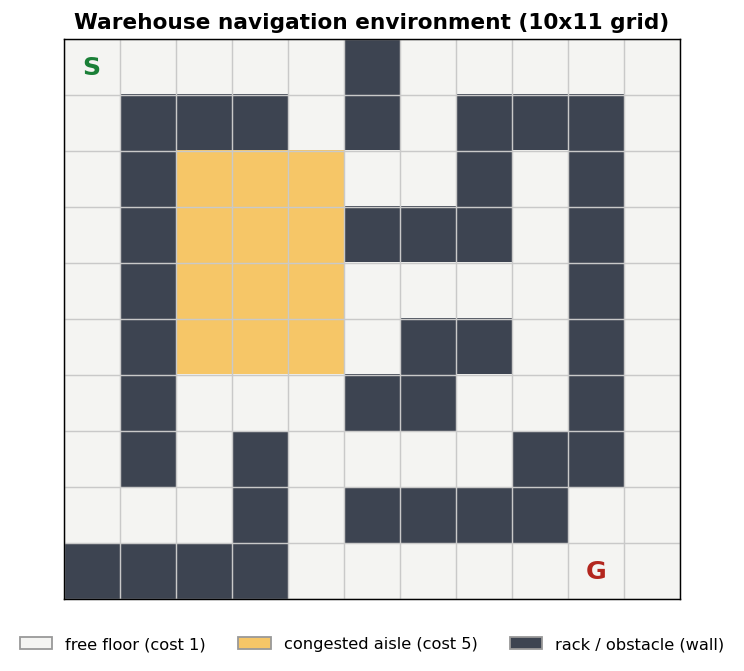 Warehouse navigation environment (10x11 grid)
S
G
free floor (cost 1) congested aisle (cost 5) rack / obstacle (wall)